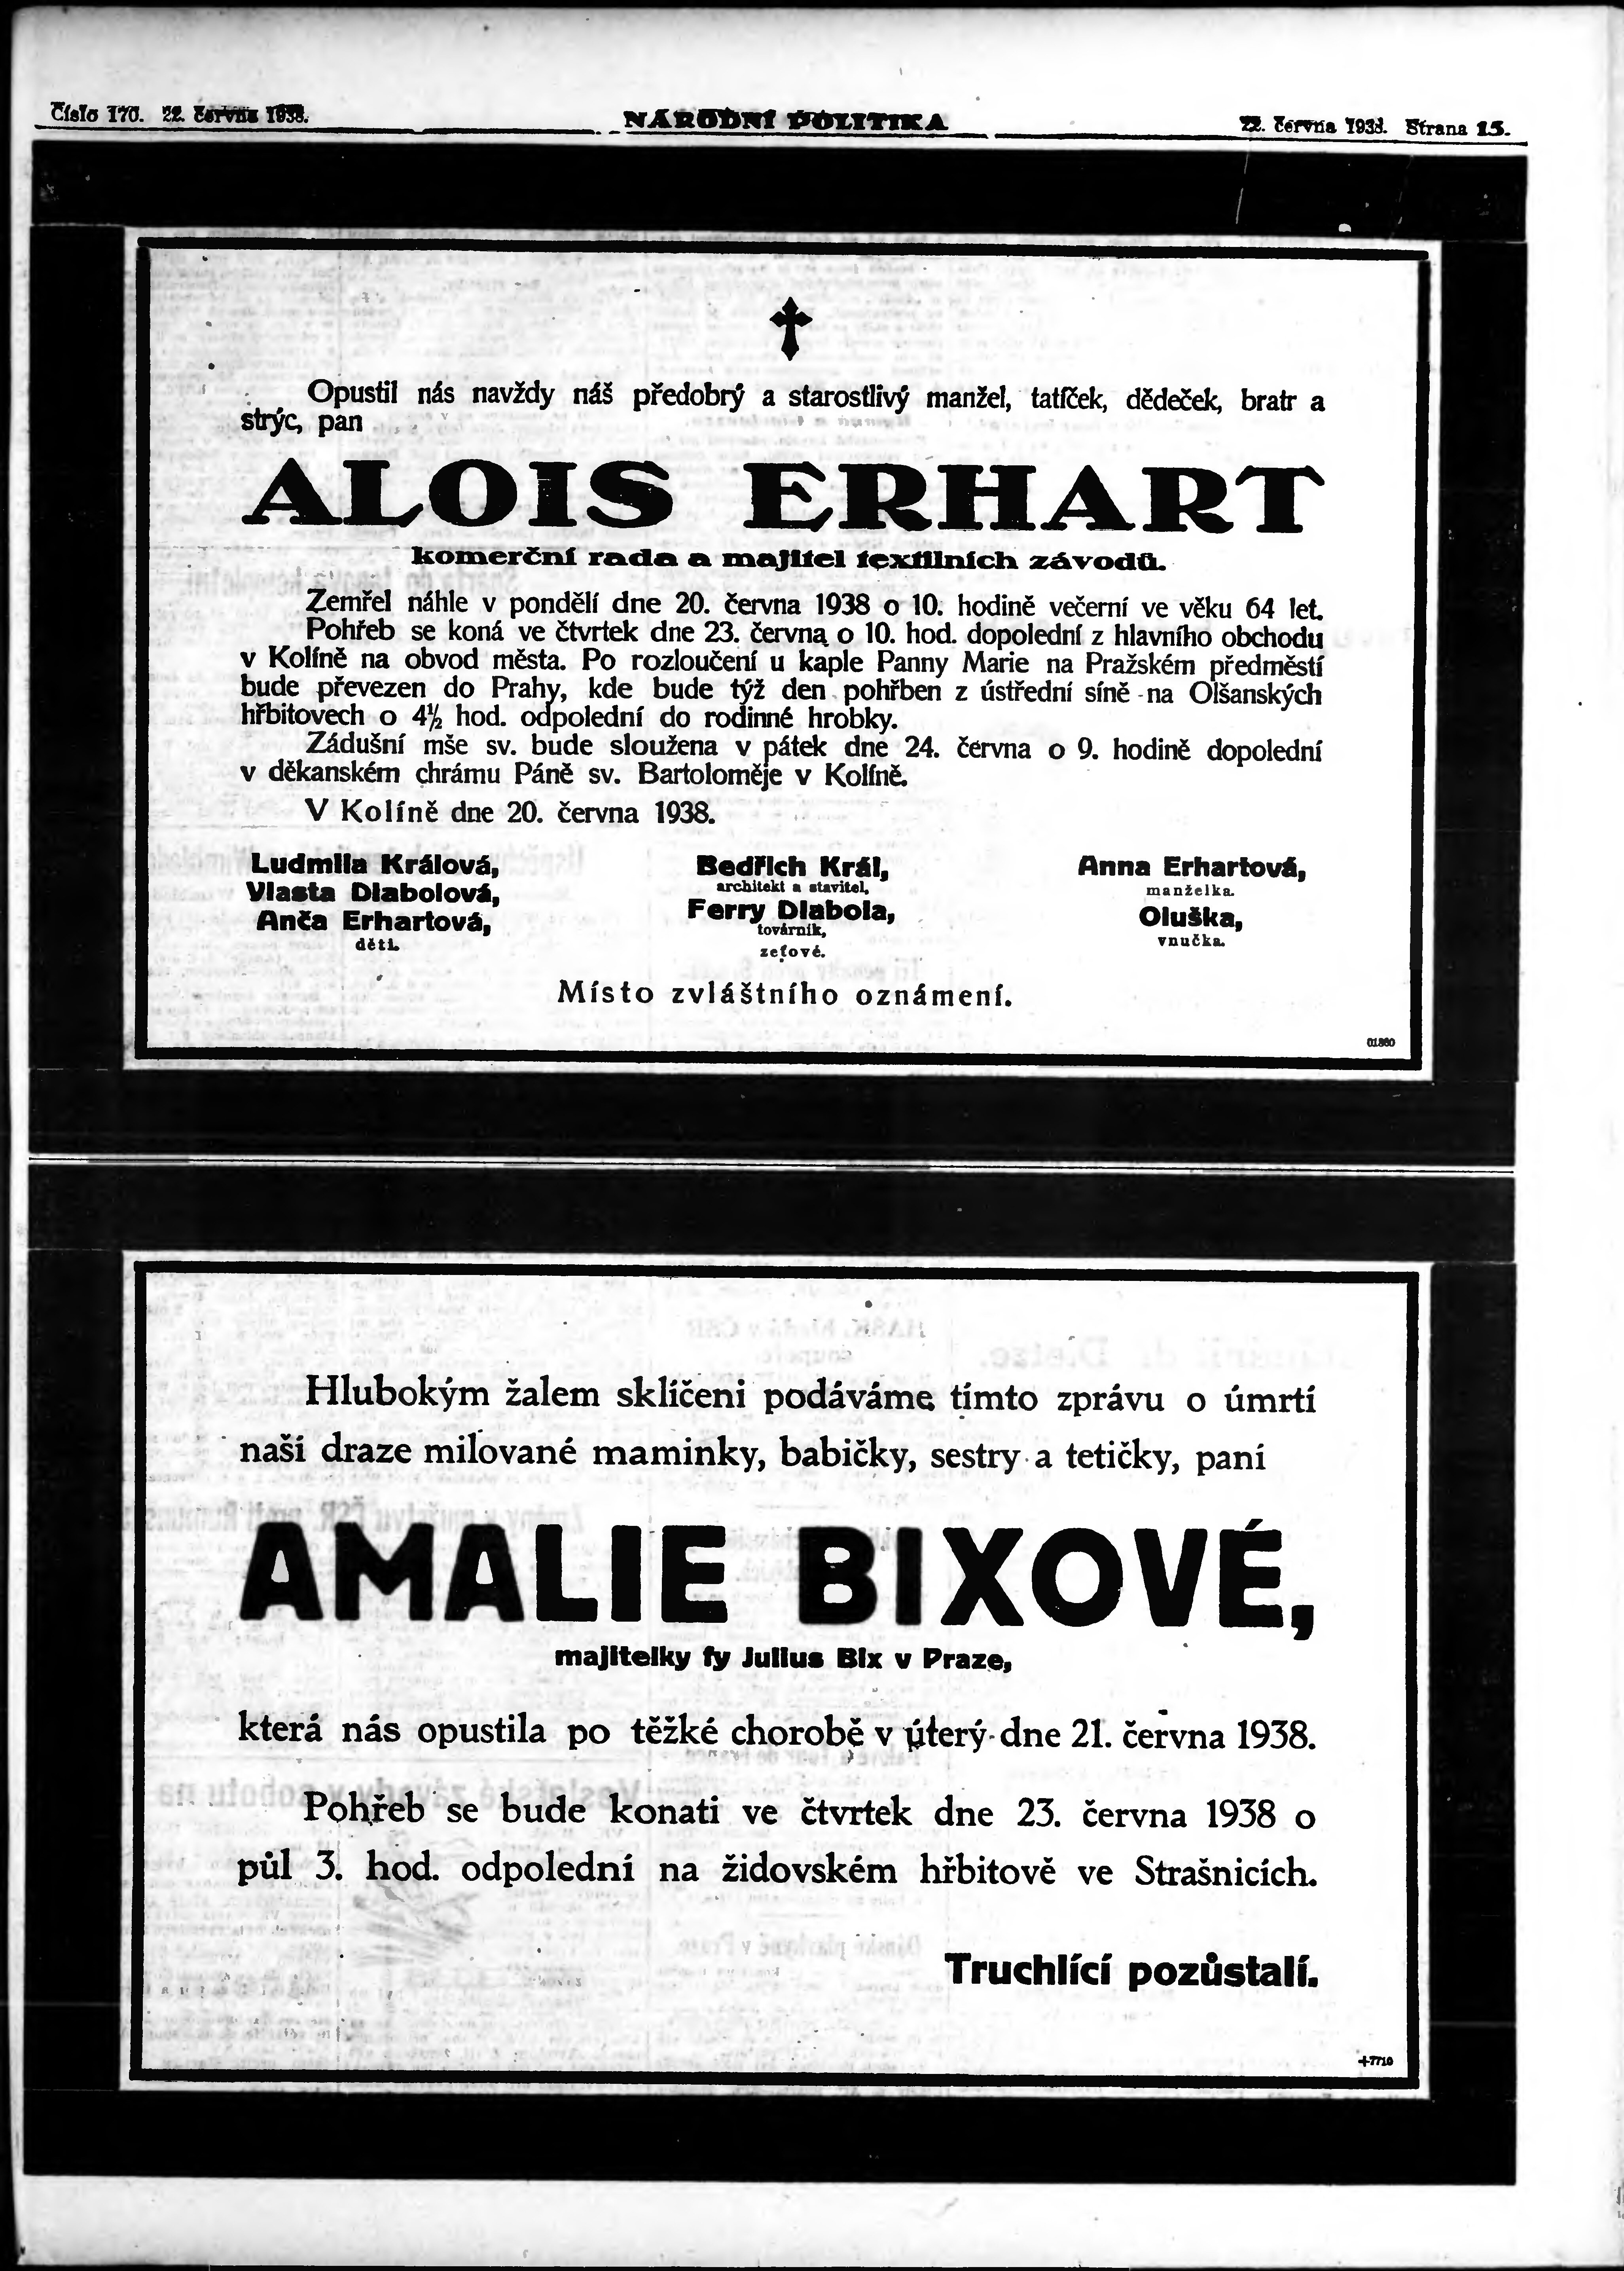 Číslo 170. 22. června 1938.
NÁRODNÍ POLITIKA
22. června 1938. Strana 15.
Opustil nás navždy náš předobrý a starostlivý manžel, tatíček, dědeček, bratr a
strýc, pan
ALOIS ERHART
komerční rada a majitel textilních závodů.
Zemřel náhle v pondělí dne 20. června 1938 o 10. hodině večerní ve věku 64 let.
Pohřeb se koná ve čtvrtek dne 23. června o 10. hod. dopolední z hlavního obchodu
v Kolíně na obvod města. Po rozloučení u kaple Panny Marie na Pražském předměstí
bude převezen do Prahy, kde bude týž den pohřben z ústřední síně na Olšanských
hřbitovech o 4½ hod. odpolední do rodinné hrobky.
Zádušní mše sv. bude sloužena v pátek dne 24. června o 9. hodině dopolední
v děkanském chrámu Páně sv. Bartoloměje v Kolíně.
V Kolíně dne 20. června 1938.
Ludmila Králová,
Vlasta Dlabolová,
Anča Erhartová,
děti.
Bedřich Král,
architekt a stavitel,
Ferry Dlabola,
továrník,
zeťové.
Anna Erhartová,
manželka.
Oluška,
vnučka.
Místo zvláštního oznámení.
01860
Hlubokým žalem sklíčeni podáváme tímto zprávu o úmrtí
naší draze milované maminky, babičky, sestry a tetičky, paní
AMALIE BIXOVÉ,
majitelky fy Julius Bix v Praze,
která nás opustila po těžké chorobě v úterý dne 21. června 1938.
Pohřeb se bude konati ve čtvrtek dne 23. června 1938 o
půl 3. hod. odpolední na židovském hřbitově ve Strašnicích.
Truchlící pozůstalí.
+7710